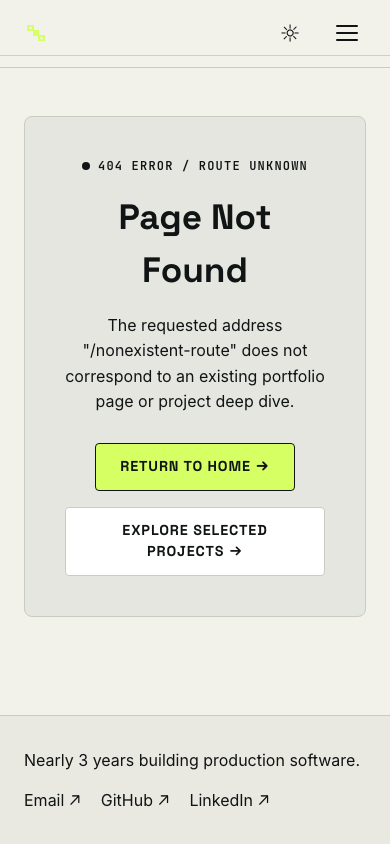 404 ERROR / ROUTE UNKNOWN
Page Not
Found
The requested address
"/nonexistent-route" does not
correspond to an existing portfolio
page or project deep dive.
RETURN TO HOME →
EXPLORE SELECTED
PROJECTS →
Nearly 3 years building production software.
Email ↗ GitHub ↗ LinkedIn ↗